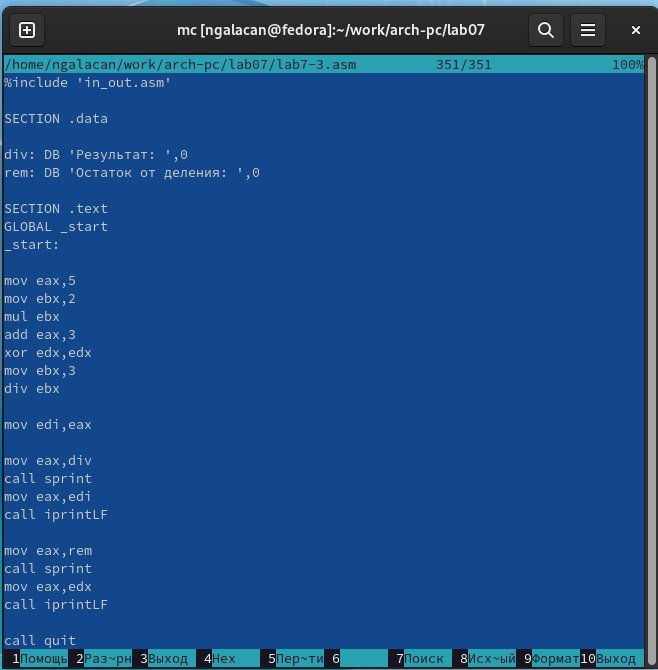 mc [ngalacan@fedora]:~/work/arch-pc/lab07
/home/ngalacan/work/arch-pc/lab07/lab7-3.asm 351/351 100%
%include 'in_out.asm'
SECTION .data
div: DB 'Результат: ',0
rem: DB 'Остаток от деления: ',0
SECTION .text
GLOBAL _start
_start:
mov eax,5
mov ebx,2
mul ebx
add eax,3
xor edx,edx
mov ebx,3
div ebx
mov edi,eax
mov eax,div
call sprint
mov eax,edi
call iprintLF
mov eax,rem
call sprint
mov eax,edx
call iprintLF
call quit
1Помощь 2Раз~рн 3Выход 4Hex 5Пер~ти 6 7Поиск 8Исх~ый 9Формат 10Выход